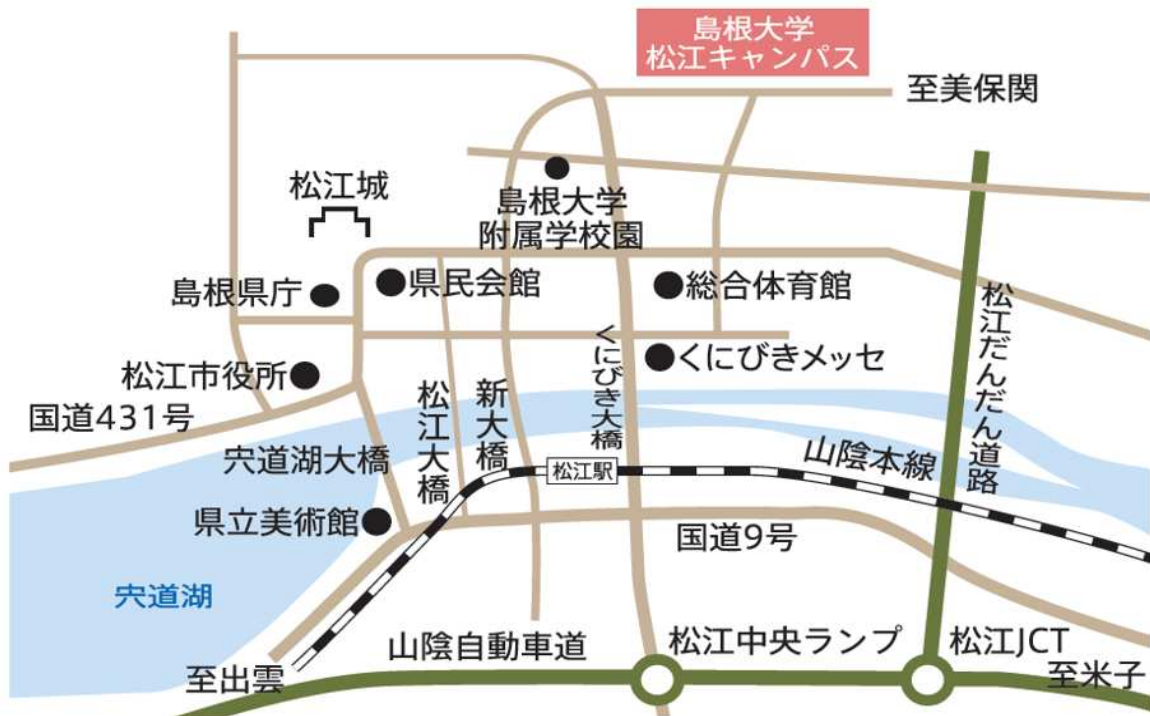 島根大学
松江キャンパス
至美保関
松江城
島根大学
附属学校園
島根県庁
県民会館
総合体育館
松江だんだん道路
くにびき大橋
くにびきメッセ
松江市役所
国道431号
松江大橋
新大橋
宍道湖大橋
山陰本線
松江駅
県立美術館
国道9号
宍道湖
山陰自動車道
松江中央ランプ
松江JCT
至出雲
至米子